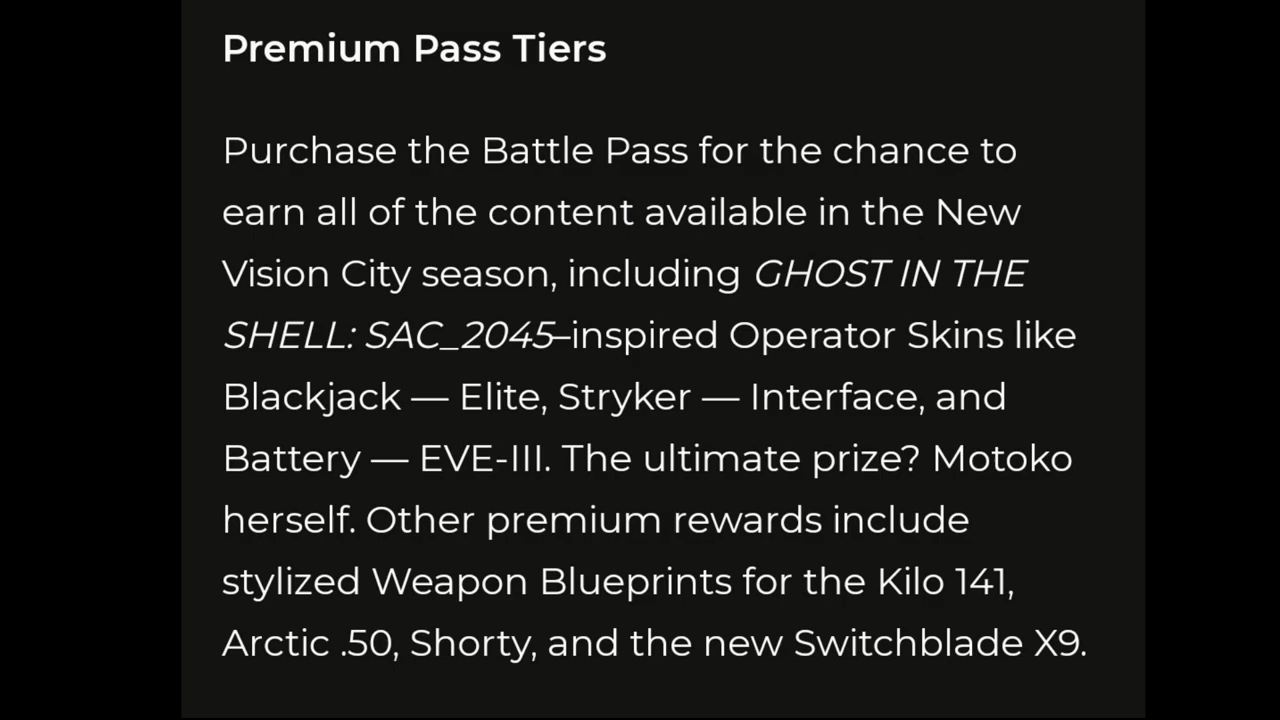 Premium Pass Tiers
Purchase the Battle Pass for the chance to
earn all of the content available in the New
Vision City season, including GHOST IN THE
SHELL: SAC_2045–inspired Operator Skins like
Blackjack — Elite, Stryker — Interface, and
Battery — EVE-III. The ultimate prize? Motoko
herself. Other premium rewards include
stylized Weapon Blueprints for the Kilo 141,
Arctic .50, Shorty, and the new Switchblade X9.